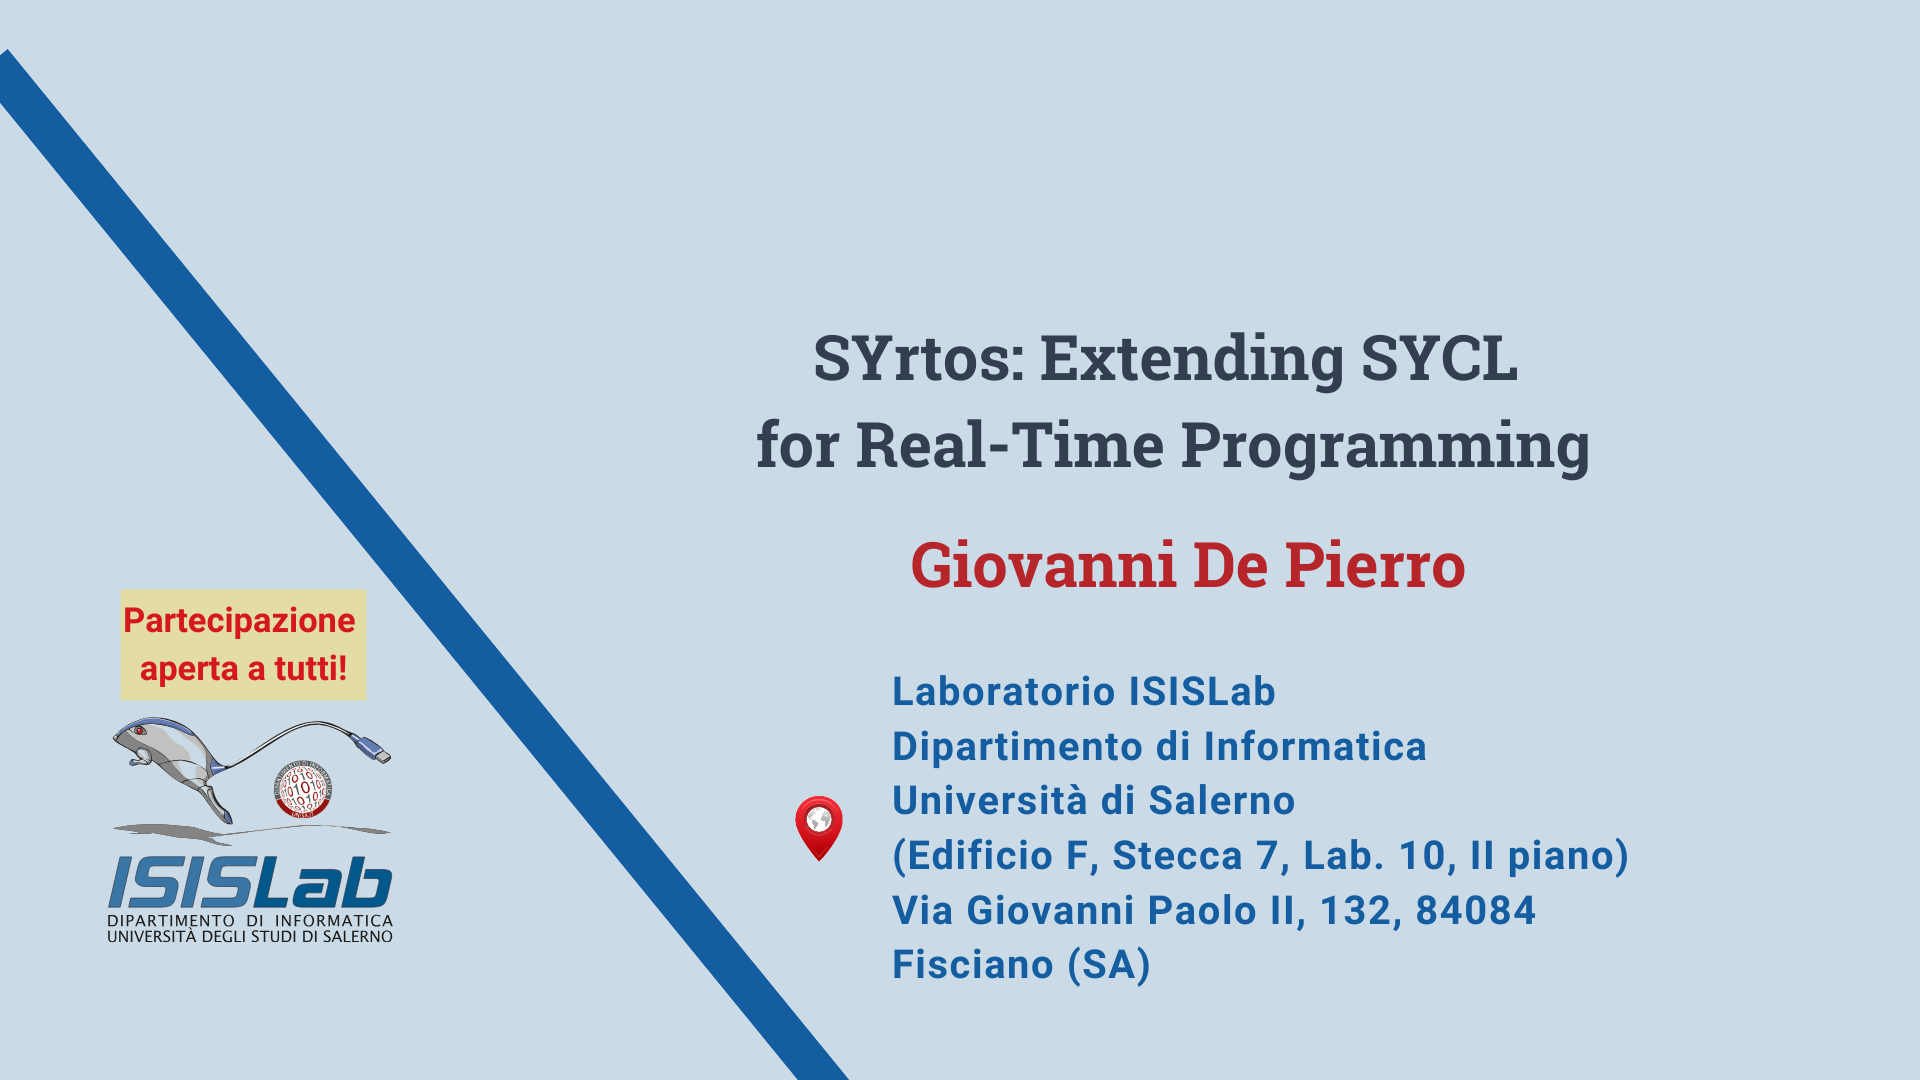 SYrtos: Extending SYCL
for Real-Time Programming
Giovanni De Pierro
Partecipazione
aperta a tutti!
Laboratorio ISISLab
Dipartimento di Informatica
Università di Salerno
(Edificio F, Stecca 7, Lab. 10, II piano)
Via Giovanni Paolo II, 132, 84084
Fisciano (SA)
ISISLab
DIPARTIMENTO DI INFORMATICA
UNIVERSITÀ DEGLI STUDI DI SALERNO